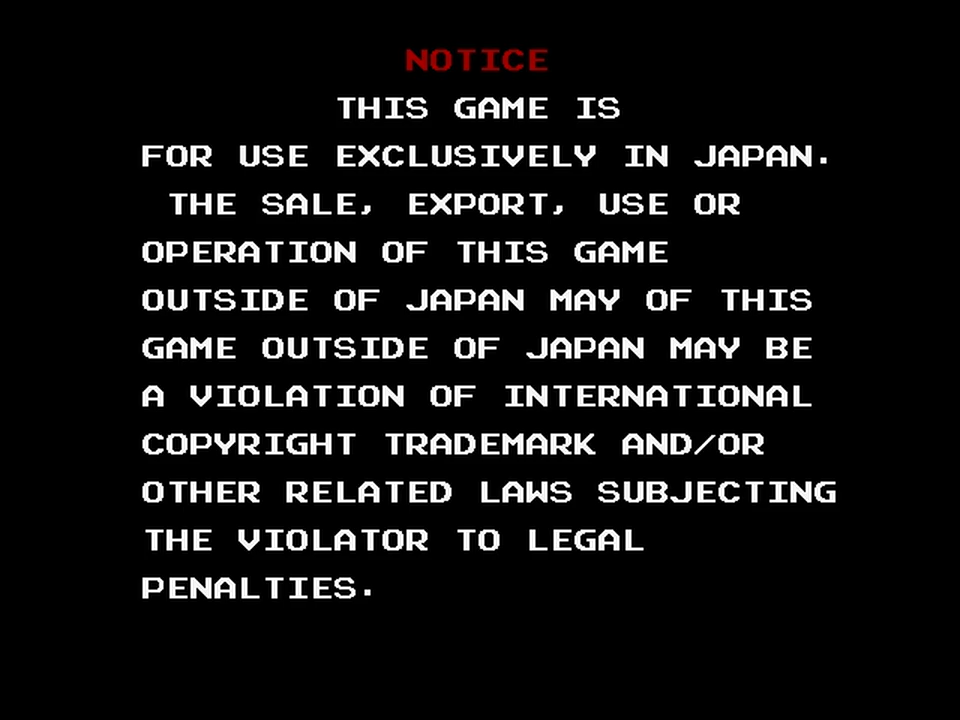 NOTICE
THIS GAME IS
FOR USE EXCLUSIVELY IN JAPAN.
THE SALE, EXPORT, USE OR
OPERATION OF THIS GAME
OUTSIDE OF JAPAN MAY OF THIS
GAME OUTSIDE OF JAPAN MAY BE
A VIOLATION OF INTERNATIONAL
COPYRIGHT TRADEMARK AND/OR
OTHER RELATED LAWS SUBJECTING
THE VIOLATOR TO LEGAL
PENALTIES.